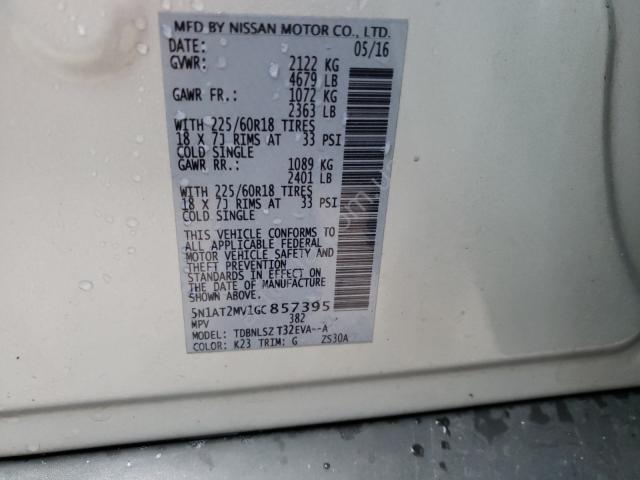 MFD BY NISSAN MOTOR CO., LTD.
DATE: 05/16
GVWR: 2122 KG
4679 LB
GAWR FR.: 1072 KG
2363 LB
WITH 225/60R18 TIRES
18 X 7J RIMS AT 33 PSI
COLD SINGLE
GAWR RR.: 1089 KG
2401 LB
WITH 225/60R18 TIRES
18 X 7J RIMS AT 33 PSI
COLD SINGLE
THIS VEHICLE CONFORMS TO
ALL APPLICABLE FEDERAL
MOTOR VEHICLE SAFETY AND
THEFT PREVENTION
STANDARDS IN EFFECT ON
THE DATE OF MANUFACTURE
SHOWN ABOVE.
5N1AT2MV1GC857395
MPV 382
MODEL: TDBNLSZ T32EVA--A
COLOR: K23 TRIM: G ZS30A